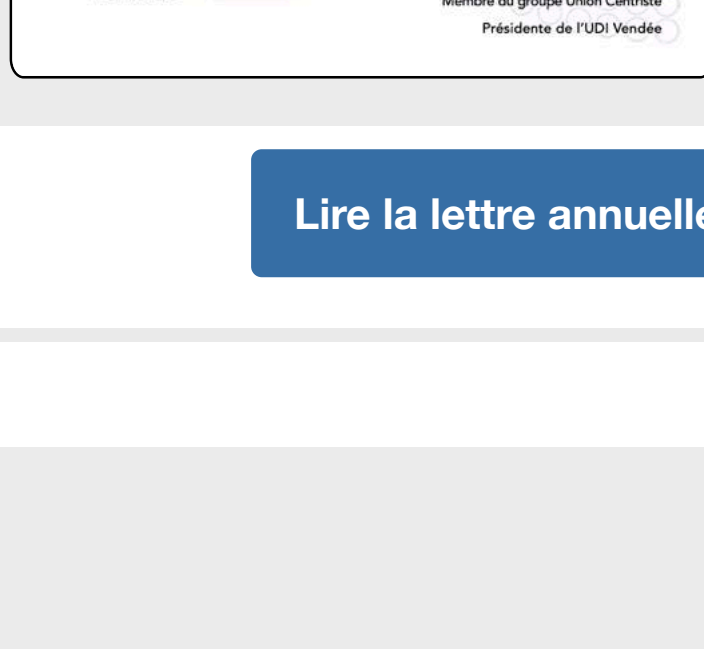 Membre du groupe Union Centriste
Présidente de l'UDI Vendée
Lire la lettre annuelle